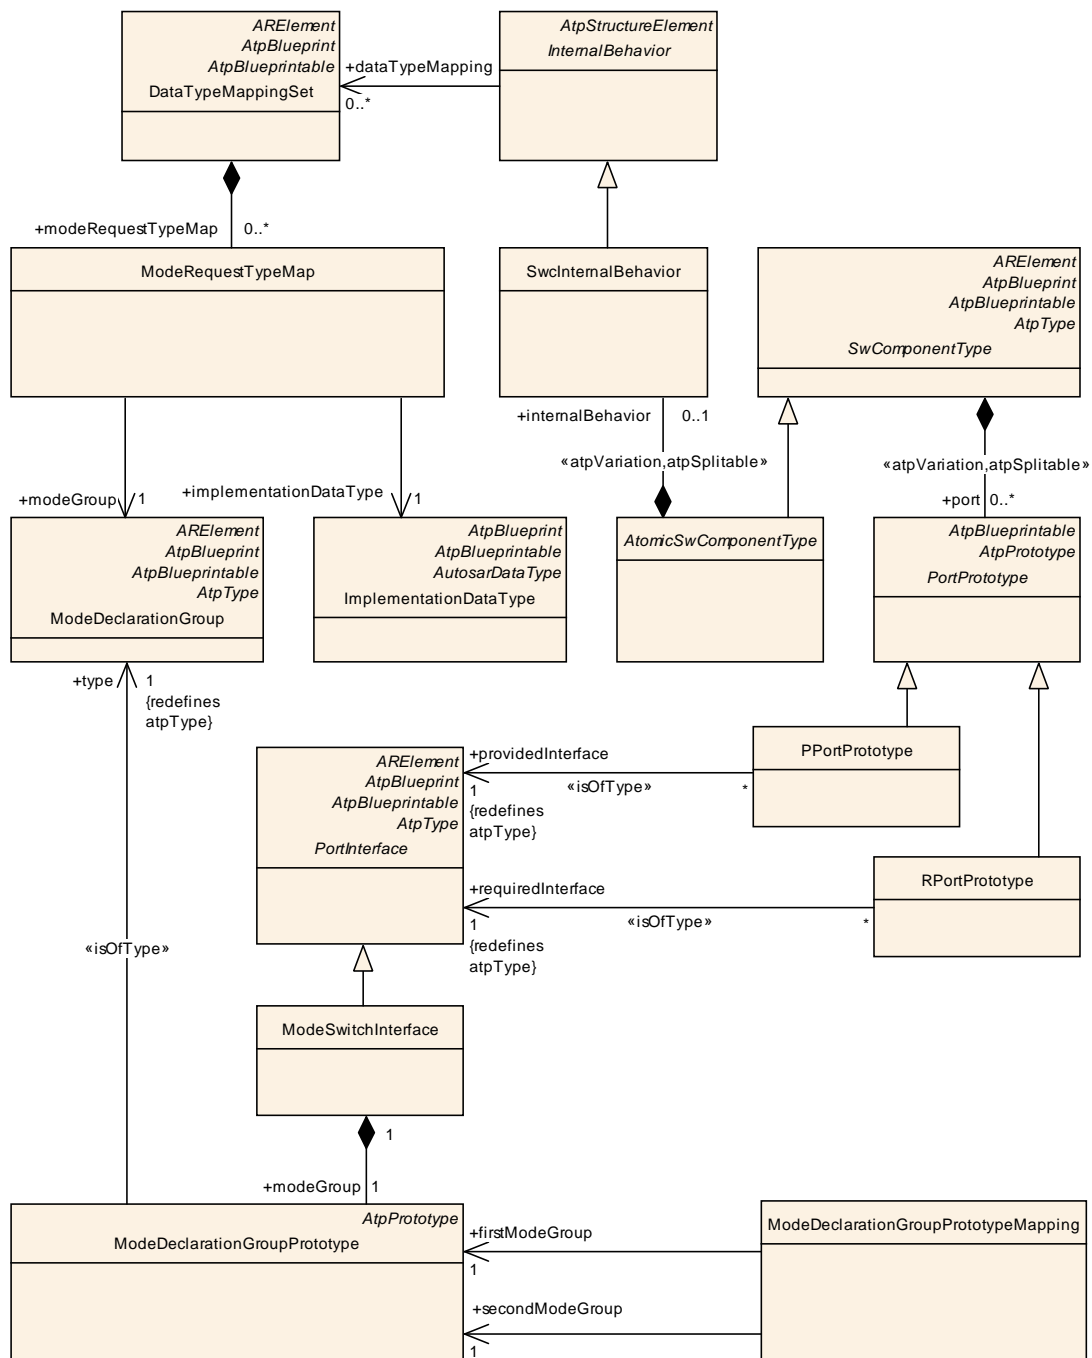 ARElement
AtpBlueprint
AtpBlueprintable
DataTypeMappingSet
+dataTypeMapping
0..*
AtpStructureElement
InternalBehavior
+modeRequestTypeMap
0..*
ModeRequestTypeMap
SwcInternalBehavior
ARElement
AtpBlueprint
AtpBlueprintable
AtpType
SwComponentType
+internalBehavior
0..1
«atpVariation,atpSplitable»
«atpVariation,atpSplitable»
+modeGroup
1
+implementationDataType
1
+port
0..*
ARElement
AtpBlueprint
AtpBlueprintable
AtpType
ModeDeclarationGroup
AtpBlueprint
AtpBlueprintable
AutosarDataType
ImplementationDataType
AtomicSwComponentType
AtpBlueprintable
AtpPrototype
PortPrototype
+type
1
{redefines
atpType}
ARElement
AtpBlueprint
AtpBlueprintable
AtpType
PortInterface
+providedInterface
1
{redefines
atpType}
«isOfType»
*
PPortPrototype
+requiredInterface
1
{redefines
atpType}
«isOfType»
*
RPortPrototype
«isOfType»
ModeSwitchInterface
1
+modeGroup
1
AtpPrototype
ModeDeclarationGroupPrototype
+firstModeGroup
1
+secondModeGroup
1
ModeDeclarationGroupPrototypeMapping